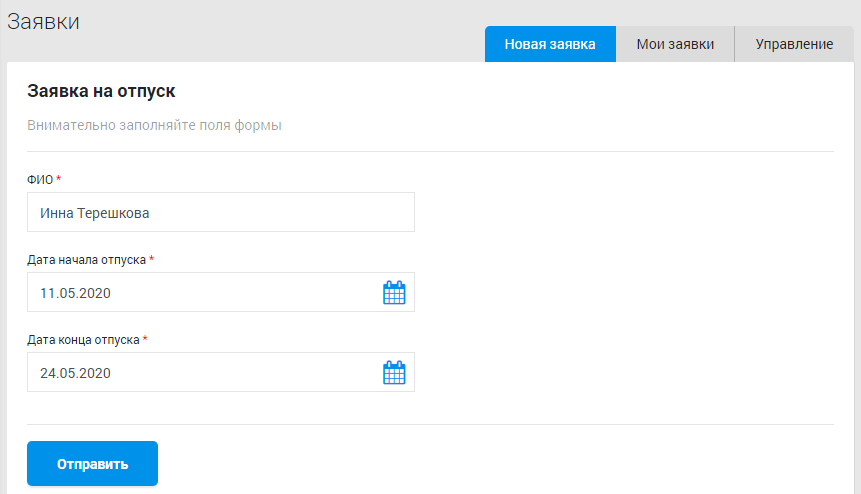 Заявки
Новая заявка
Мои заявки
Управление
Заявка на отпуск
Внимательно заполняйте поля формы
ФИО *
Инна Терешкова
Дата начала отпуска *
11.05.2020
Дата конца отпуска *
24.05.2020
Отправить